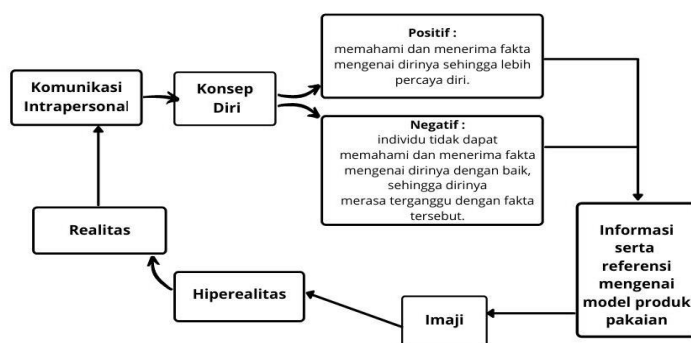 Komunikasi
Intrapersonal
Konsep
Diri
Positif :
memahami dan menerima fakta
mengenai dirinya sehingga lebih
percaya diri.
Negatif :
individu tidak dapat
memahami dan menerima fakta
mengenai dirinya dengan baik,
sehingga dirinya
merasa terganggu dengan fakta
tersebut.
Informasi
serta
referensi
mengenai
model produk
pakaian
Imaji
Hiperealitas
Realitas